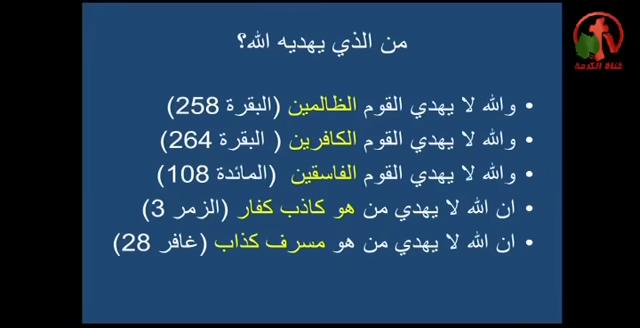 من الذي يهديه الله؟
• والله لا يهدي القوم الظالمين (البقرة 258)
• والله لا يهدي القوم الكافرين ( البقرة 264)
• والله لا يهدي القوم الفاسقين (المائدة 108)
• ان الله لا يهدي من هو كاذب كفار (الزمر 3)
• ان الله لا يهدي من هو مسرف كذاب (غافر 28)
قناة الكرمة